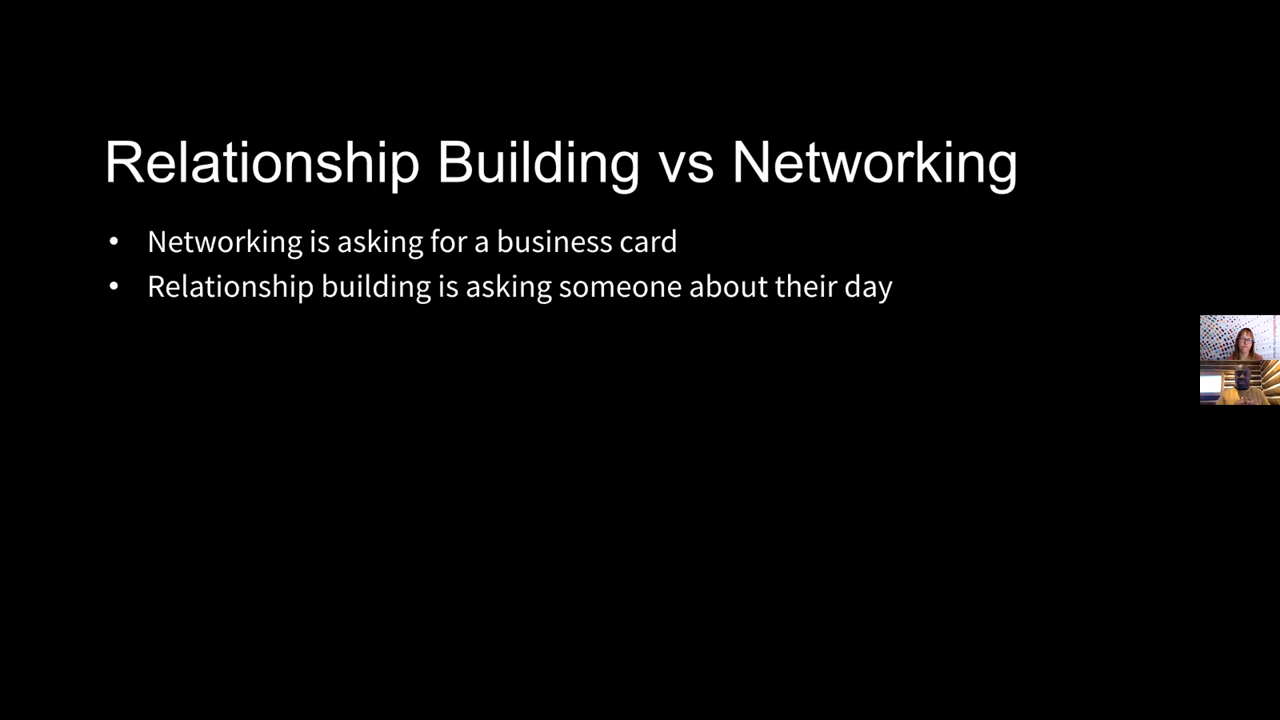 Relationship Building vs Networking
• Networking is asking for a business card
• Relationship building is asking someone about their day